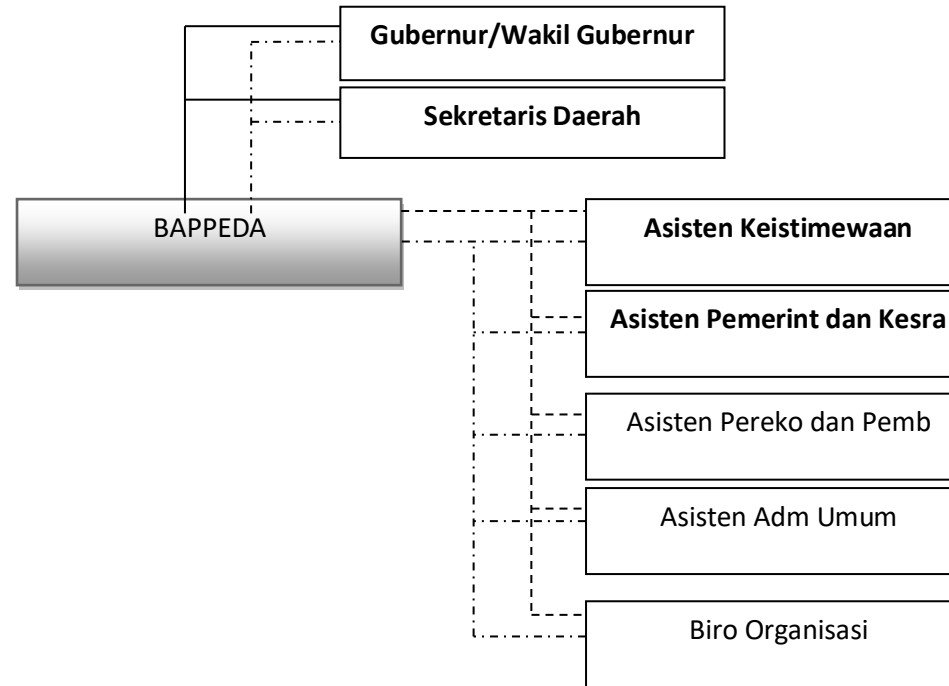 Gubernur/Wakil Gubernur
Sekretaris Daerah
BAPPEDA
Asisten Keistimewaan
Asisten Pemerint dan Kesra
Asisten Pereko dan Pemb
Asisten Adm Umum
Biro Organisasi